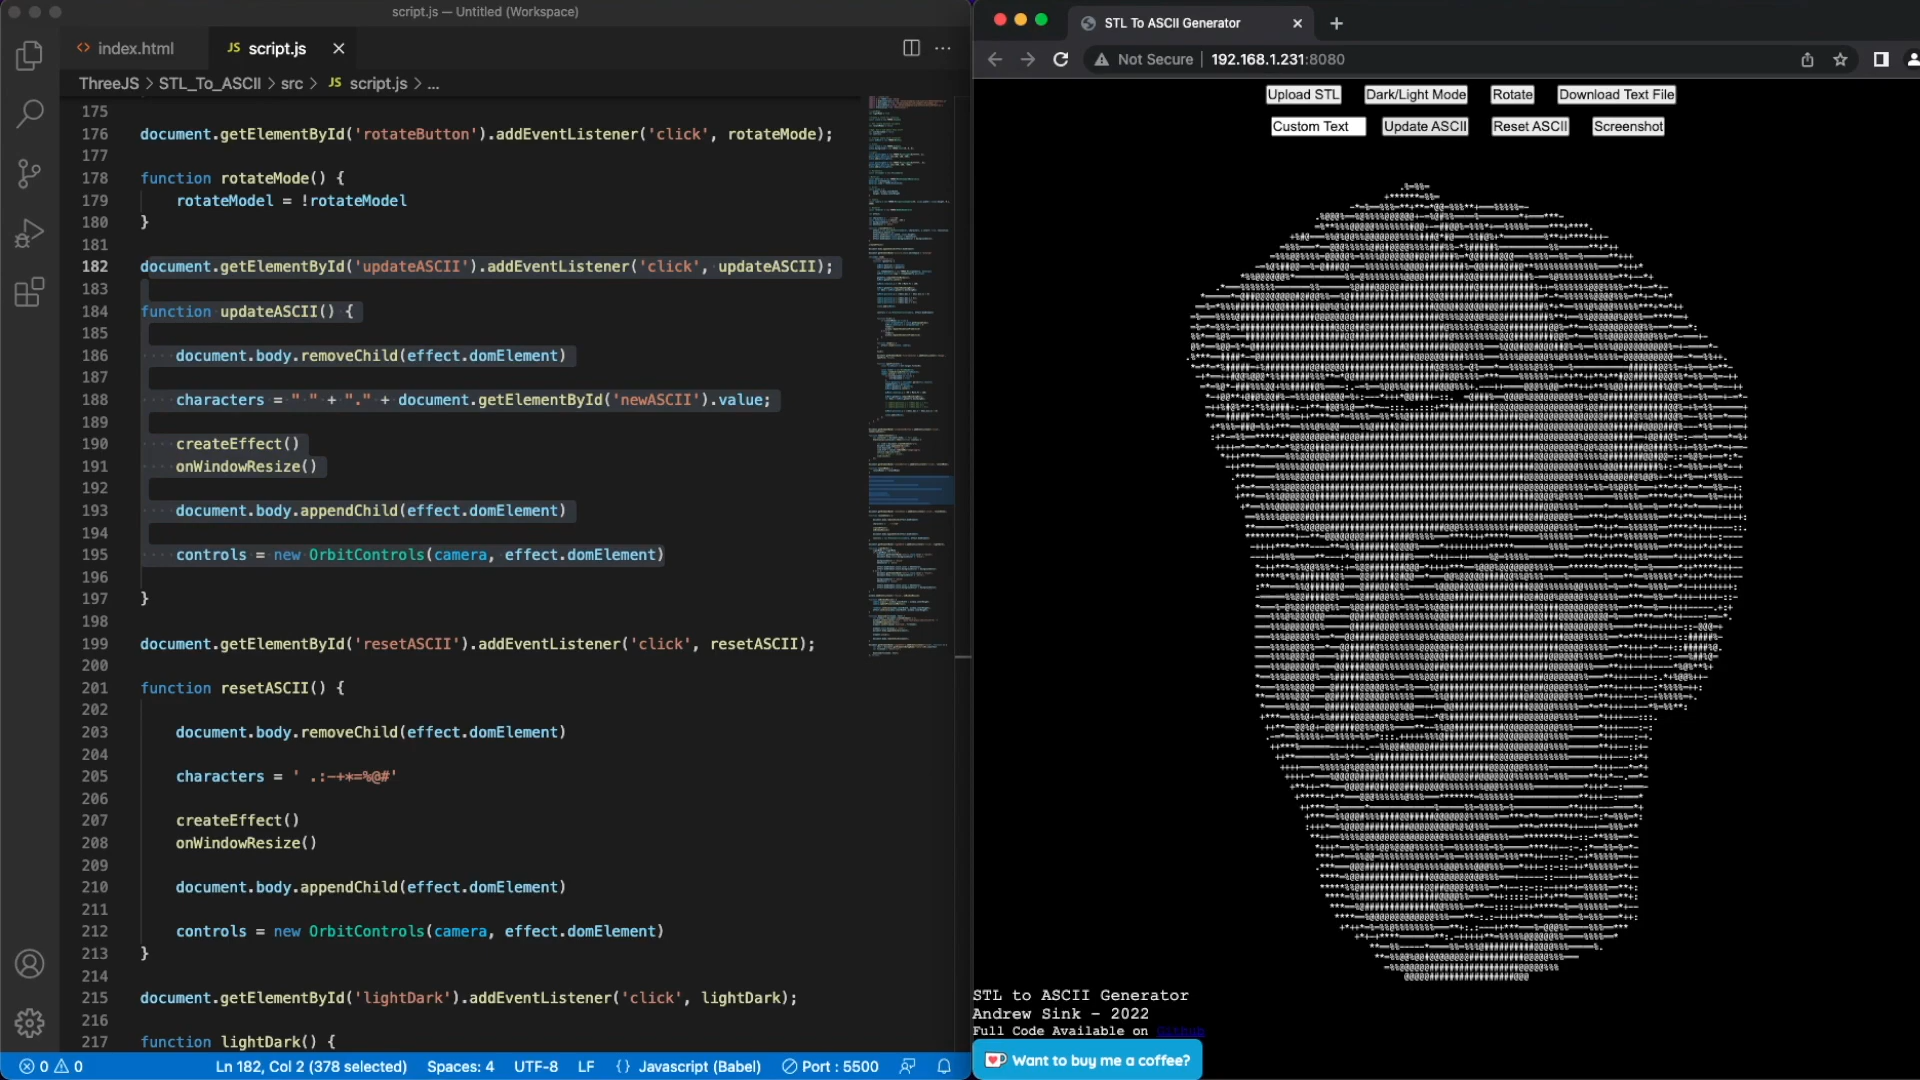 script.js — Untitled (Workspace)
index.html
JS script.js
ThreeJS > STL_To_ASCII > src > JS script.js > ...
175
176 document.getElementById('rotateButton').addEventListener('click', rotateMode);
177
178 function rotateMode() {
179 rotateModel = !rotateModel
180 }
181
182 document.getElementById('updateASCII').addEventListener('click', updateASCII);
183
184 function updateASCII() {
185
186 document.body.removeChild(effect.domElement)
187
188 characters = " " + "." + document.getElementById('newASCII').value;
189
190 createEffect()
191 onWindowResize()
192
193 document.body.appendChild(effect.domElement)
194
195 controls = new OrbitControls(camera, effect.domElement)
196
197 }
198
199 document.getElementById('resetASCII').addEventListener('click', resetASCII);
200
201 function resetASCII() {
202
203 document.body.removeChild(effect.domElement)
204
205 characters = ' .:-+*=%@#'
206
207 createEffect()
208 onWindowResize()
209
210 document.body.appendChild(effect.domElement)
211
212 controls = new OrbitControls(camera, effect.domElement)
213 }
214
215 document.getElementById('lightDark').addEventListener('click', lightDark);
216
217 function lightDark() {
0 0 Ln 182, Col 2 (378 selected) Spaces: 4 UTF-8 LF {} Javascript (Babel) Port : 5500
STL To ASCII Generator
Not Secure | 192.168.1.231:8080
Upload STL Dark/Light Mode Rotate Download Text File
Custom Text Update ASCII Reset ASCII Screenshot
STL to ASCII Generator
Andrew Sink - 2022
Full Code Available on Github
Want to buy me a coffee?